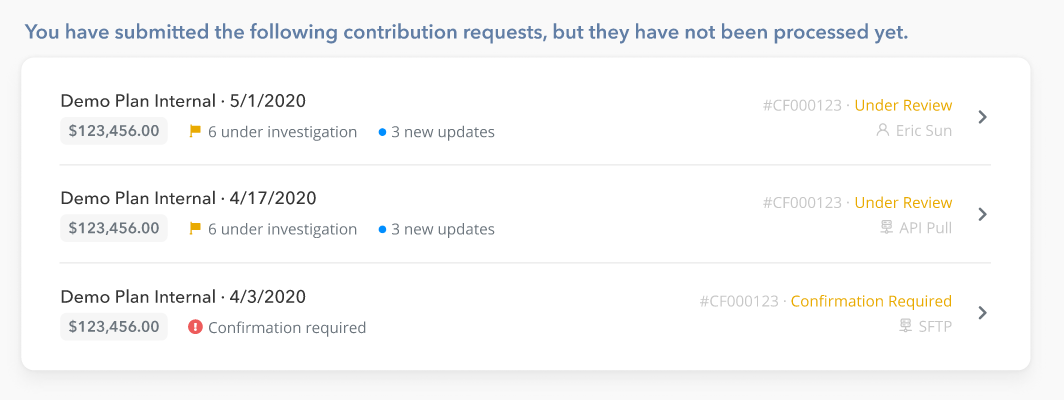 You have submitted the following contribution requests, but they have not been processed yet.
Demo Plan Internal · 5/1/2020
#CF000123 · Under Review
$123,456.00 6 under investigation 3 new updates
Eric Sun
Demo Plan Internal · 4/17/2020
#CF000123 · Under Review
$123,456.00 6 under investigation 3 new updates
API Pull
Demo Plan Internal · 4/3/2020
#CF000123 · Confirmation Required
$123,456.00 Confirmation required
SFTP